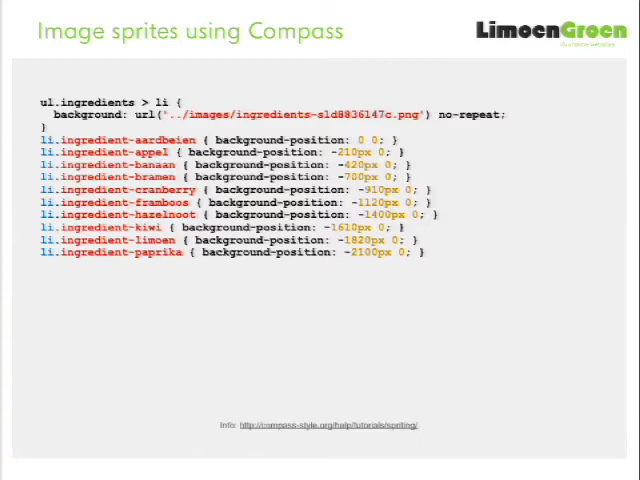 Image sprites using Compass
LimoenGroen
ul.ingredients > li {
background: url('../images/ingredients-s1d8836147c.png') no-repeat;
}
li.ingredient-aardbeien { background-position: 0 0; }
li.ingredient-appel { background-position: -210px 0; }
li.ingredient-banaan { background-position: -420px 0; }
li.ingredient-bramen { background-position: -700px 0; }
li.ingredient-cranberry { background-position: -910px 0; }
li.ingredient-framboos { background-position: -1120px 0; }
li.ingredient-hazelnoot { background-position: -1400px 0; }
li.ingredient-kiwi { background-position: -1610px 0; }
li.ingredient-limoen { background-position: -1820px 0; }
li.ingredient-paprika { background-position: -2100px 0; }
Info: http://compass-style.org/help/tutorials/spriting/